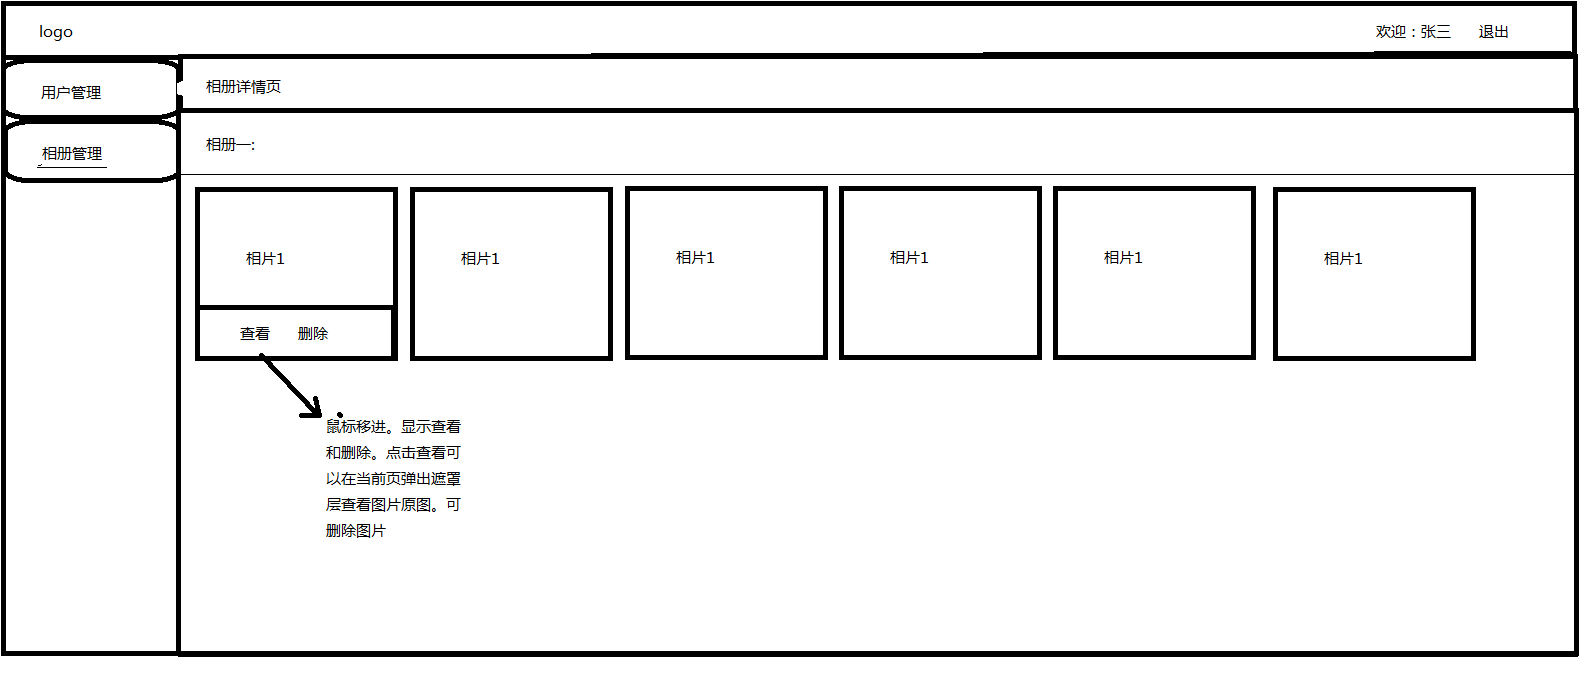 logo
欢迎：张三
退出
用户管理
相册详情页
相册管理
相册一:
相片1
相片1
相片1
相片1
相片1
相片1
查看
删除
鼠标移进。显示查看
和删除。点击查看可
以在当前页弹出遮罩
层查看图片原图。可
删除图片